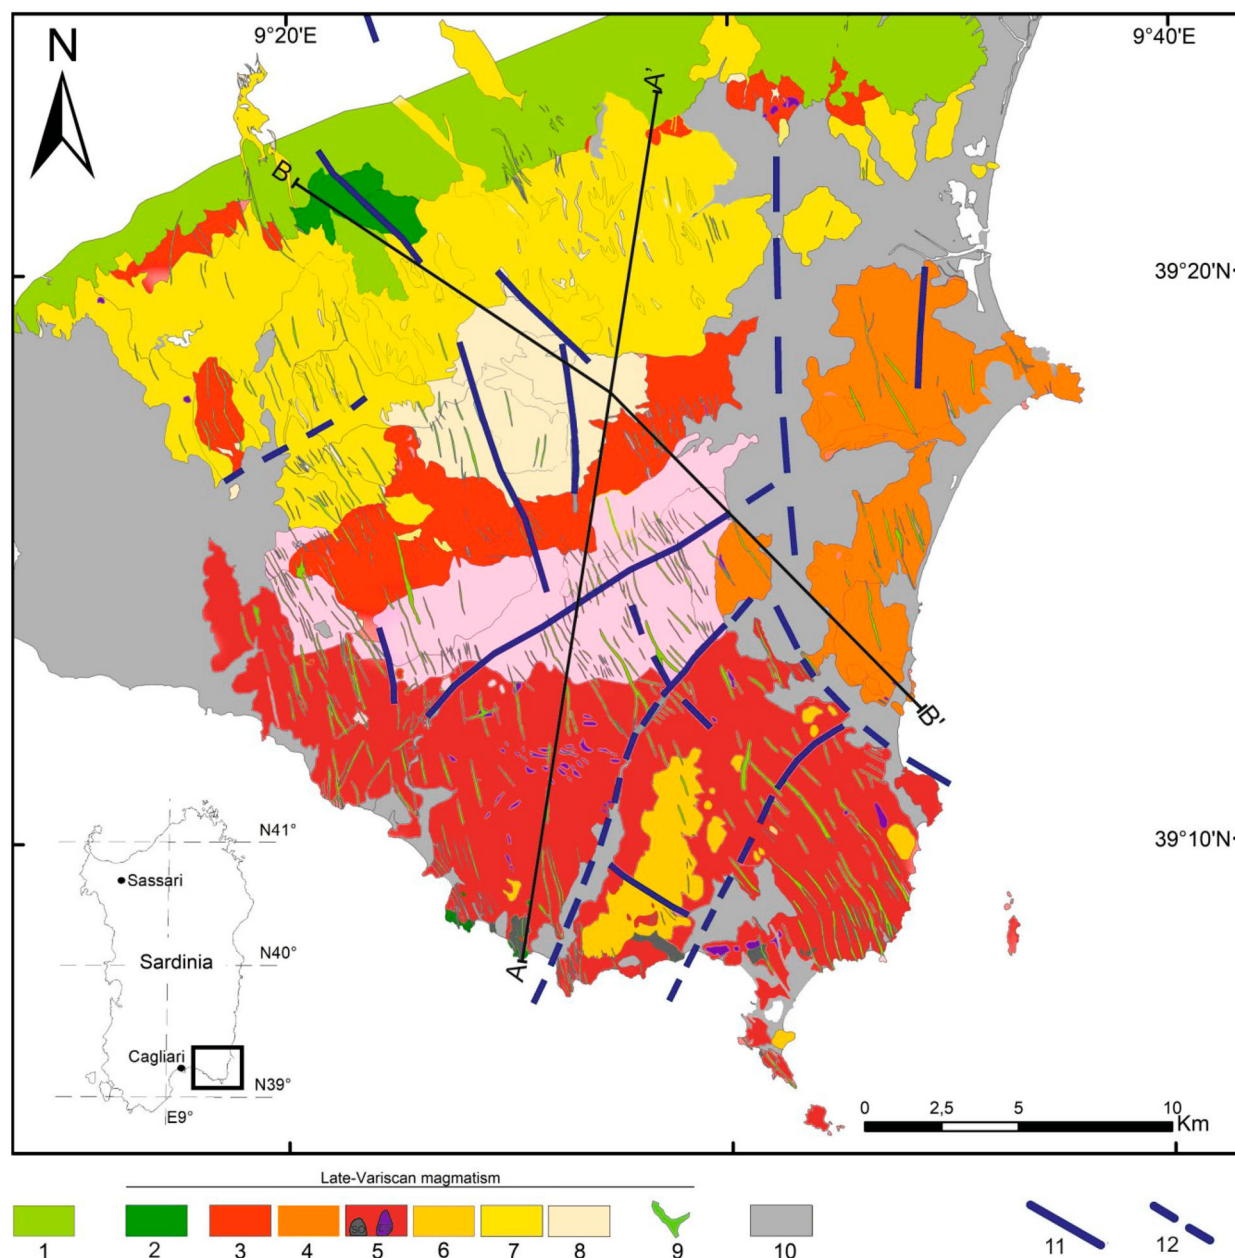 N
9°20'E
9°40'E
A'
B
39°20'N
B'
39°10'N
A
N41°
Sassari
Sardinia
N40°
Cagliari
N39°
E9°
0 2,5 5 10
Km
Late-Variscan magmatism
1 2 3 4 5 6 7 8 9 10 11 12